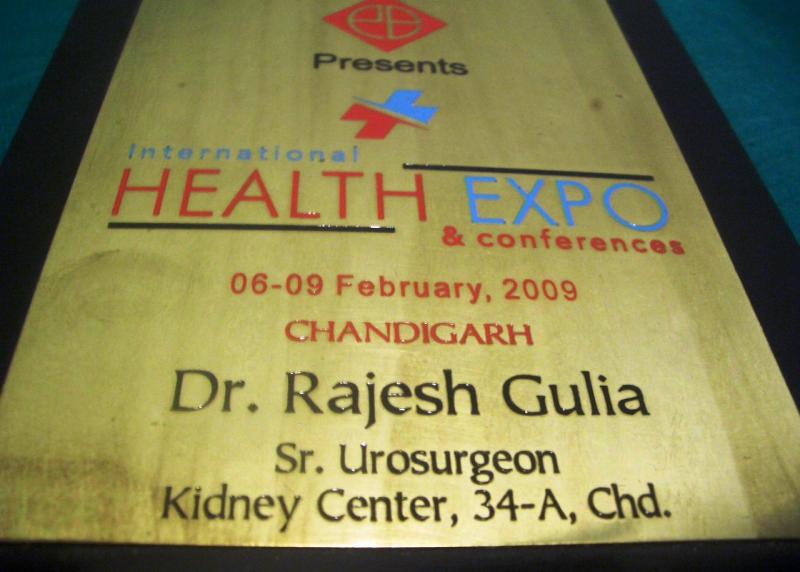 Presents
International
HEALTH EXPO
& conferences
06-09 February, 2009
CHANDIGARH
Dr. Rajesh Gulia
Sr. Urosurgeon
Kidney Center, 34-A, Chd.